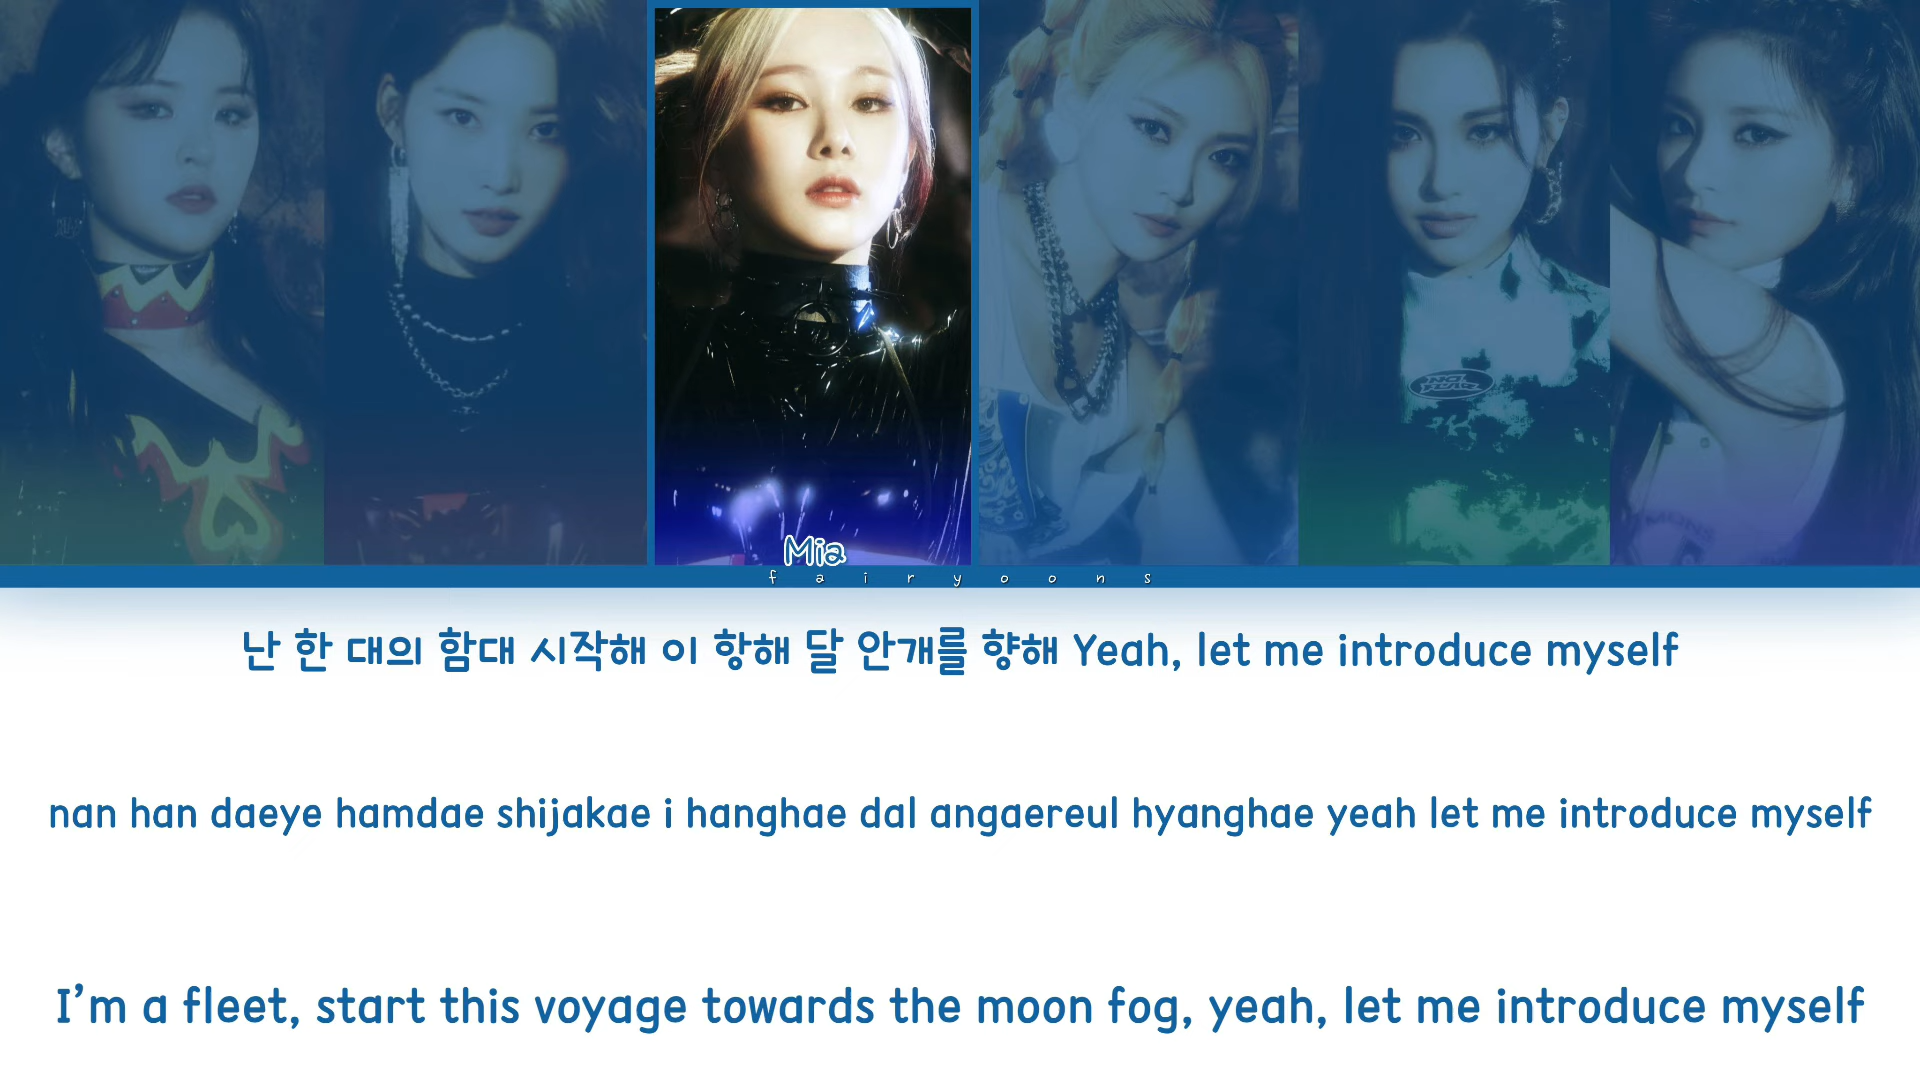 Mia
fairyoons
난 한 대의 함대 시작해 이 항해 달 안개를 향해 Yeah, let me introduce myself
nan han daeye hamdae shijakae i hanghae dal angaereul hyanghae yeah let me introduce myself
I'm a fleet, start this voyage towards the moon fog, yeah, let me introduce myself